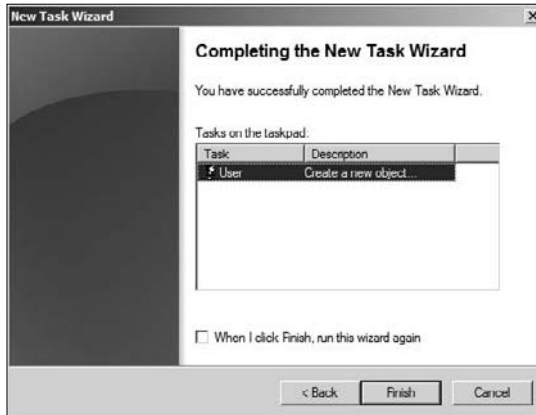 New Task Wizard
Completing the New Task Wizard
You have successfully completed the New Task Wizard.
Tasks on the taskpad:
Task Description
User Create a new object...
When I click Finish, run this wizard again
< Back Finish Cancel